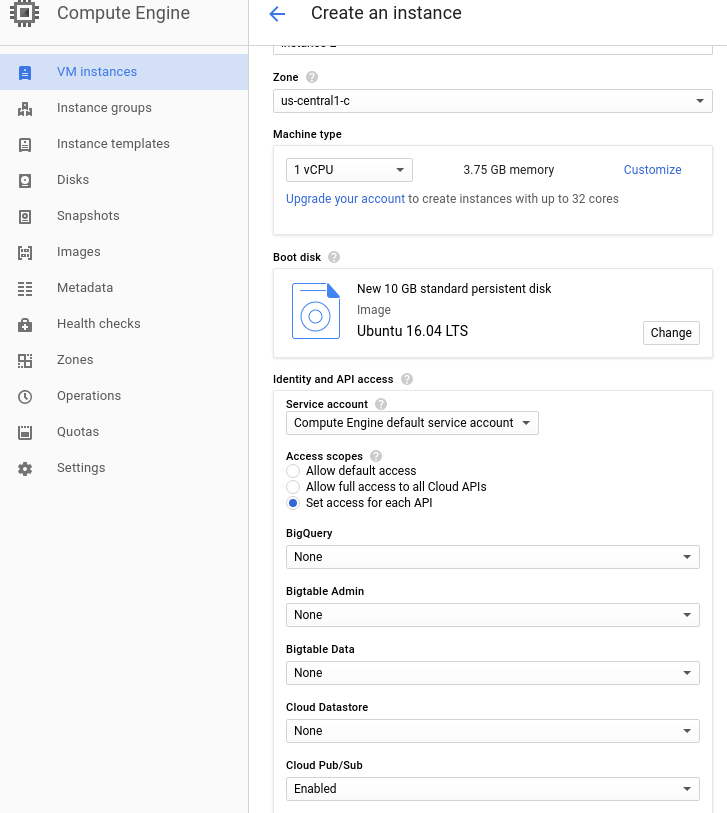 Compute Engine
VM instances
Instance groups
Instance templates
Disks
Snapshots
Images
Metadata
Health checks
Zones
Operations
Quotas
Settings
Create an instance
Zone ?
us-central1-c
Machine type
1 vCPU
3.75 GB memory
Customize
Upgrade your account to create instances with up to 32 cores
Boot disk ?
New 10 GB standard persistent disk
Image
Ubuntu 16.04 LTS
Change
Identity and API access ?
Service account ?
Compute Engine default service account
Access scopes ?
Allow default access
Allow full access to all Cloud APIs
Set access for each API
BigQuery
None
Bigtable Admin
None
Bigtable Data
None
Cloud Datastore
None
Cloud Pub/Sub
Enabled